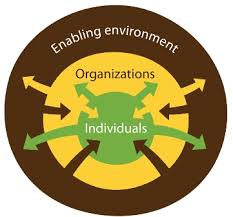 Enabling environment
Organizations
Individuals